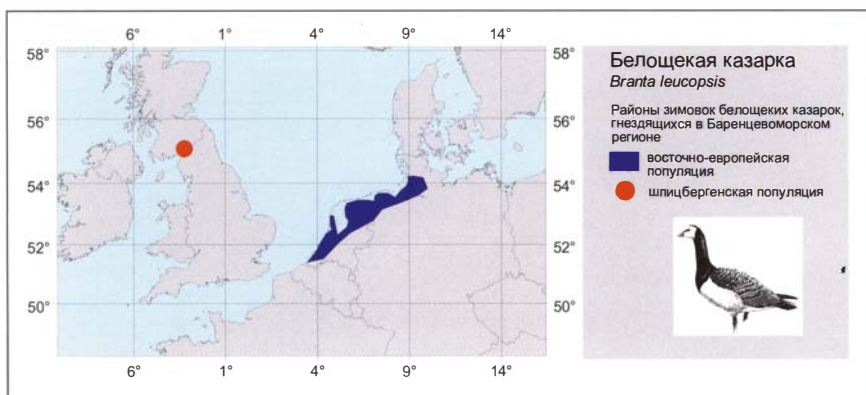 6° 1° 4° 9° 14°
58° 58°
56° 56°
54° 54°
52° 52°
50° 50°
6° 1° 4° 9° 14°
Белощекая казарка
Branta leucopsis
Районы зимовок белощеких казарок,
гнездящихся в Баренцевоморском
регионе
восточно-европейская
популяция
шпицбергенская популяция